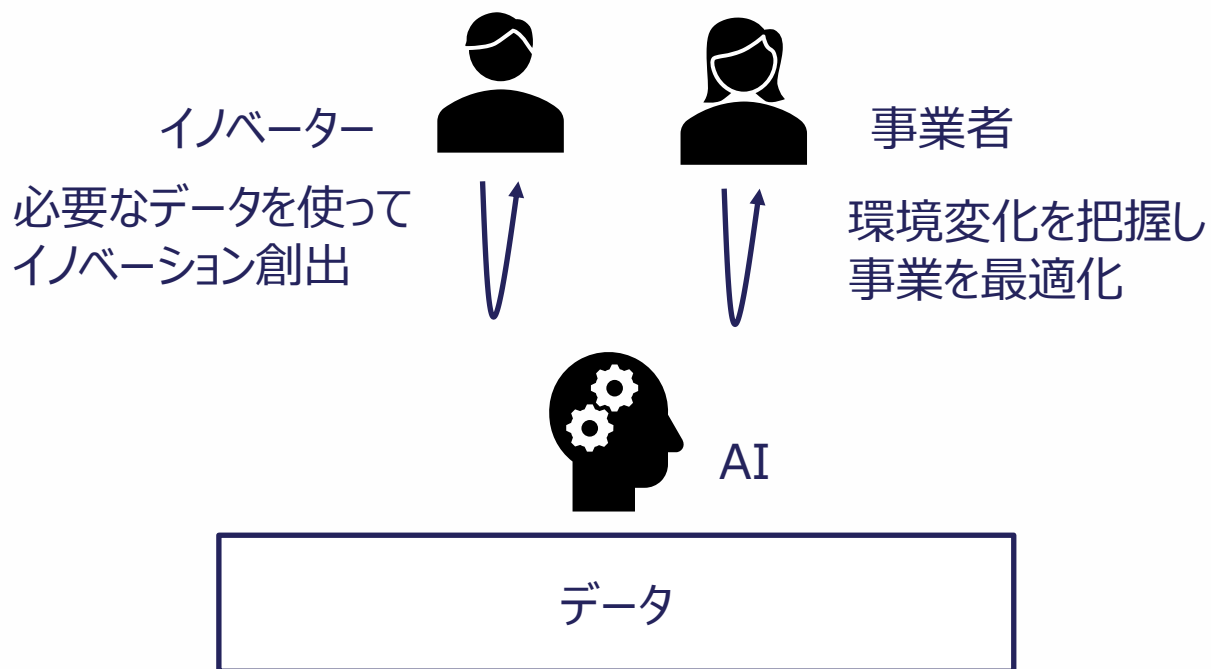 イノベーター
必要なデータを使って
イノベーション創出
事業者
環境変化を把握し
事業を最適化
AI
データ